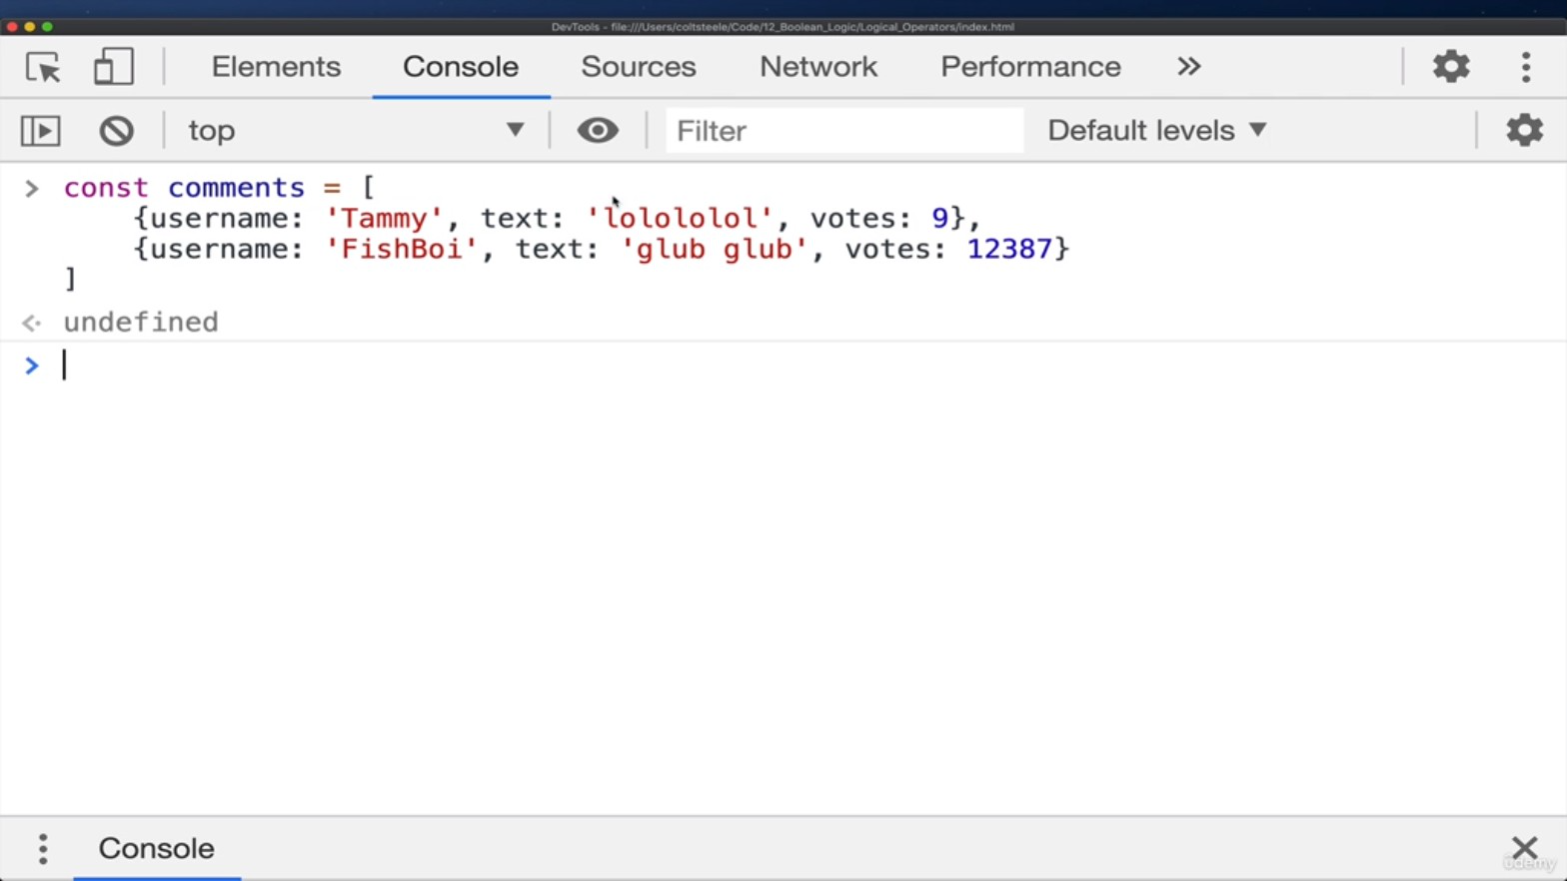 DevTools - file:///Users/coltsteele/Code/12_Boolean_Logic/Logical_Operators/index.html
Elements Console Sources Network Performance »
top ▼ Filter Default levels ▼
> const comments = [
{username: 'Tammy', text: 'lolololol', votes: 9},
{username: 'FishBoi', text: 'glub glub', votes: 12387}
]
undefined
>
Console
udemy